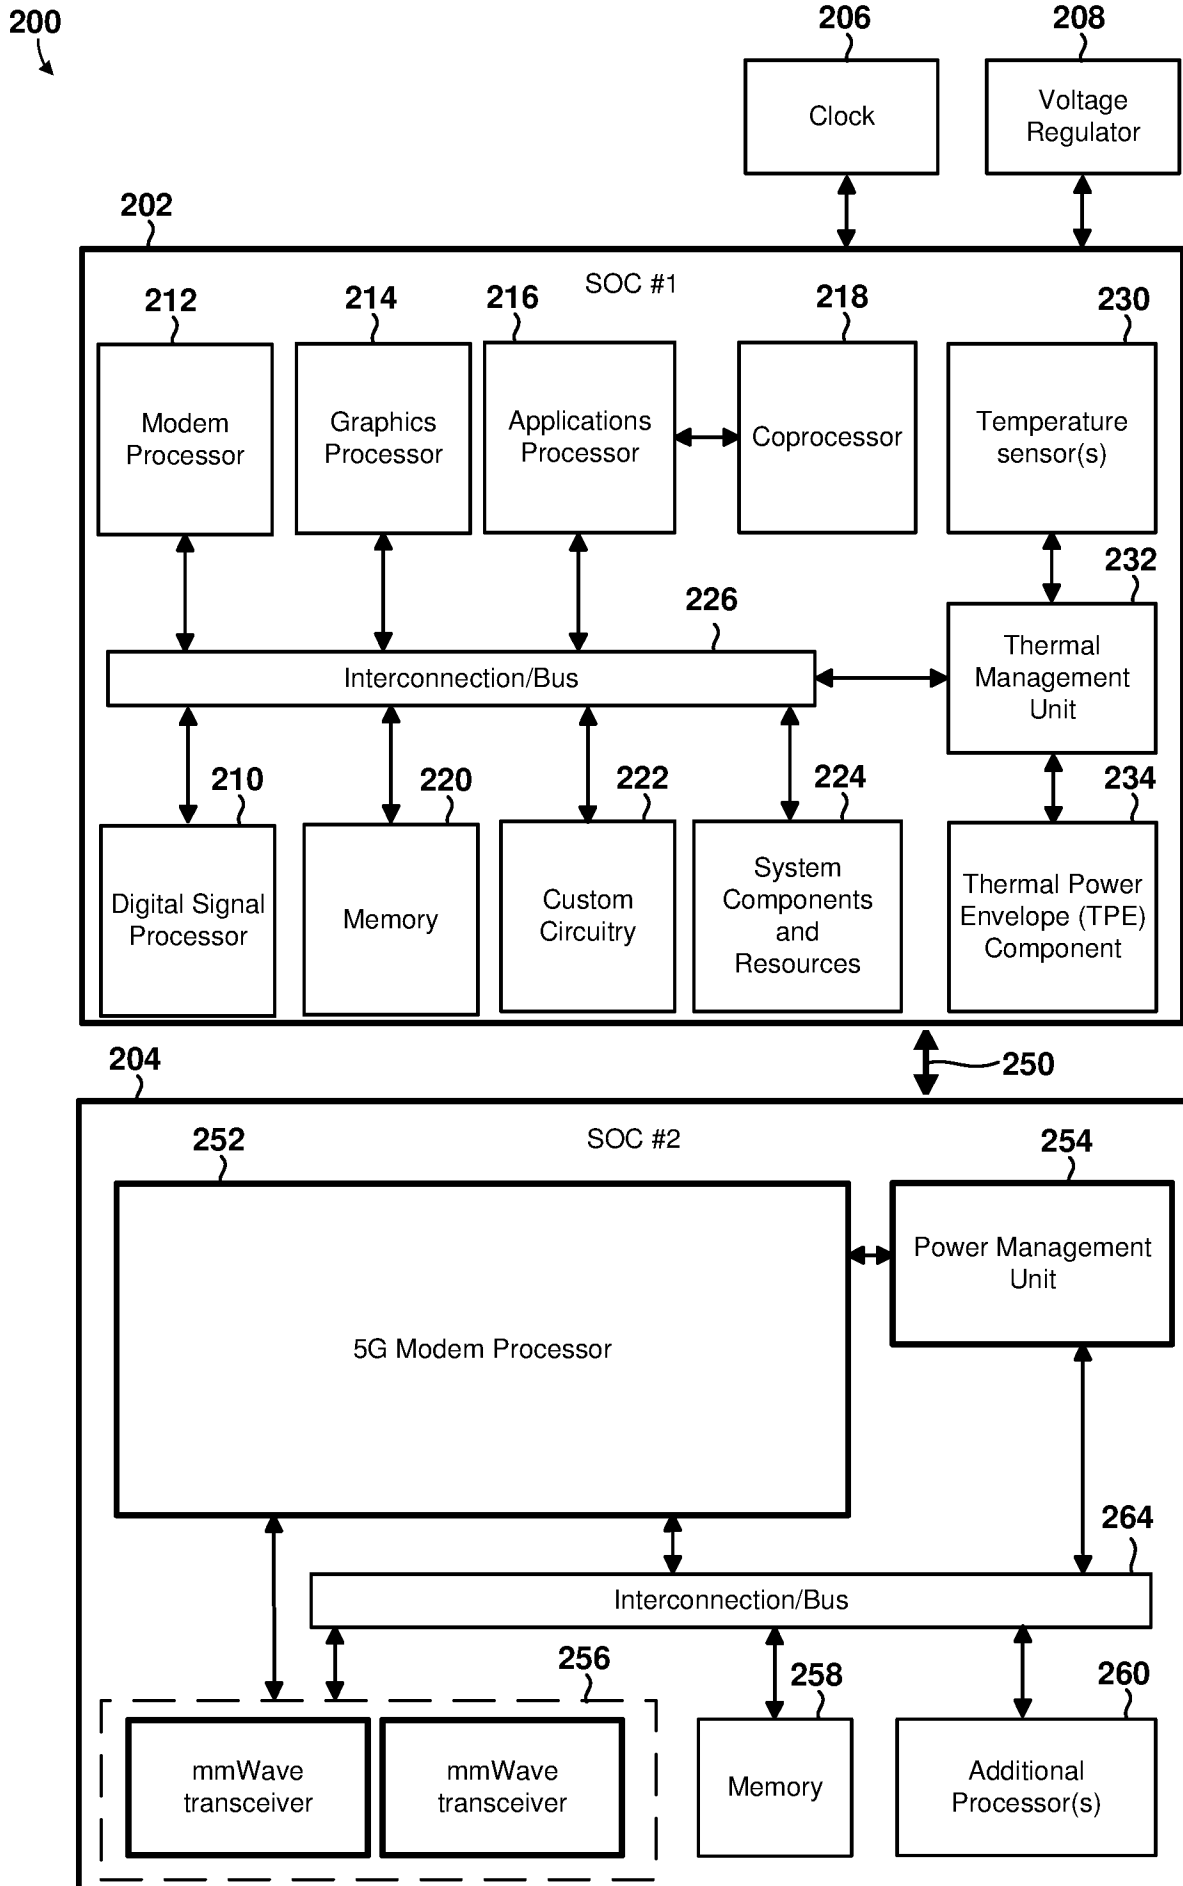 200
206
208
Clock
Voltage
Regulator
202
SOC #1
212
214
216
218
230
Modem
Processor
Graphics
Processor
Applications
Processor
Coprocessor
Temperature
sensor(s)
232
226
Interconnection/Bus
Thermal
Management
Unit
210
220
222
224
234
Digital Signal
Processor
Memory
Custom
Circuitry
System
Components
and
Resources
Thermal Power
Envelope (TPE)
Component
250
204
SOC #2
252
254
5G Modem Processor
Power Management
Unit
264
Interconnection/Bus
256
258
260
mmWave
transceiver
mmWave
transceiver
Memory
Additional
Processor(s)